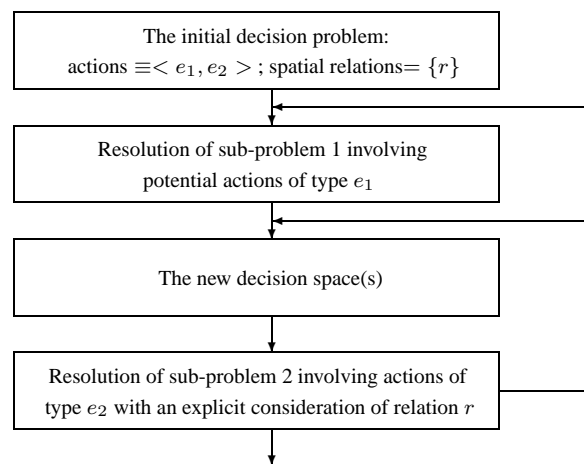 The initial decision problem:
actions ≡< e₁, e₂ > ; spatial relations= {r}
Resolution of sub-problem 1 involving
potential actions of type e₁
The new decision space(s)
Resolution of sub-problem 2 involving actions of
type e₂ with an explicit consideration of relation r